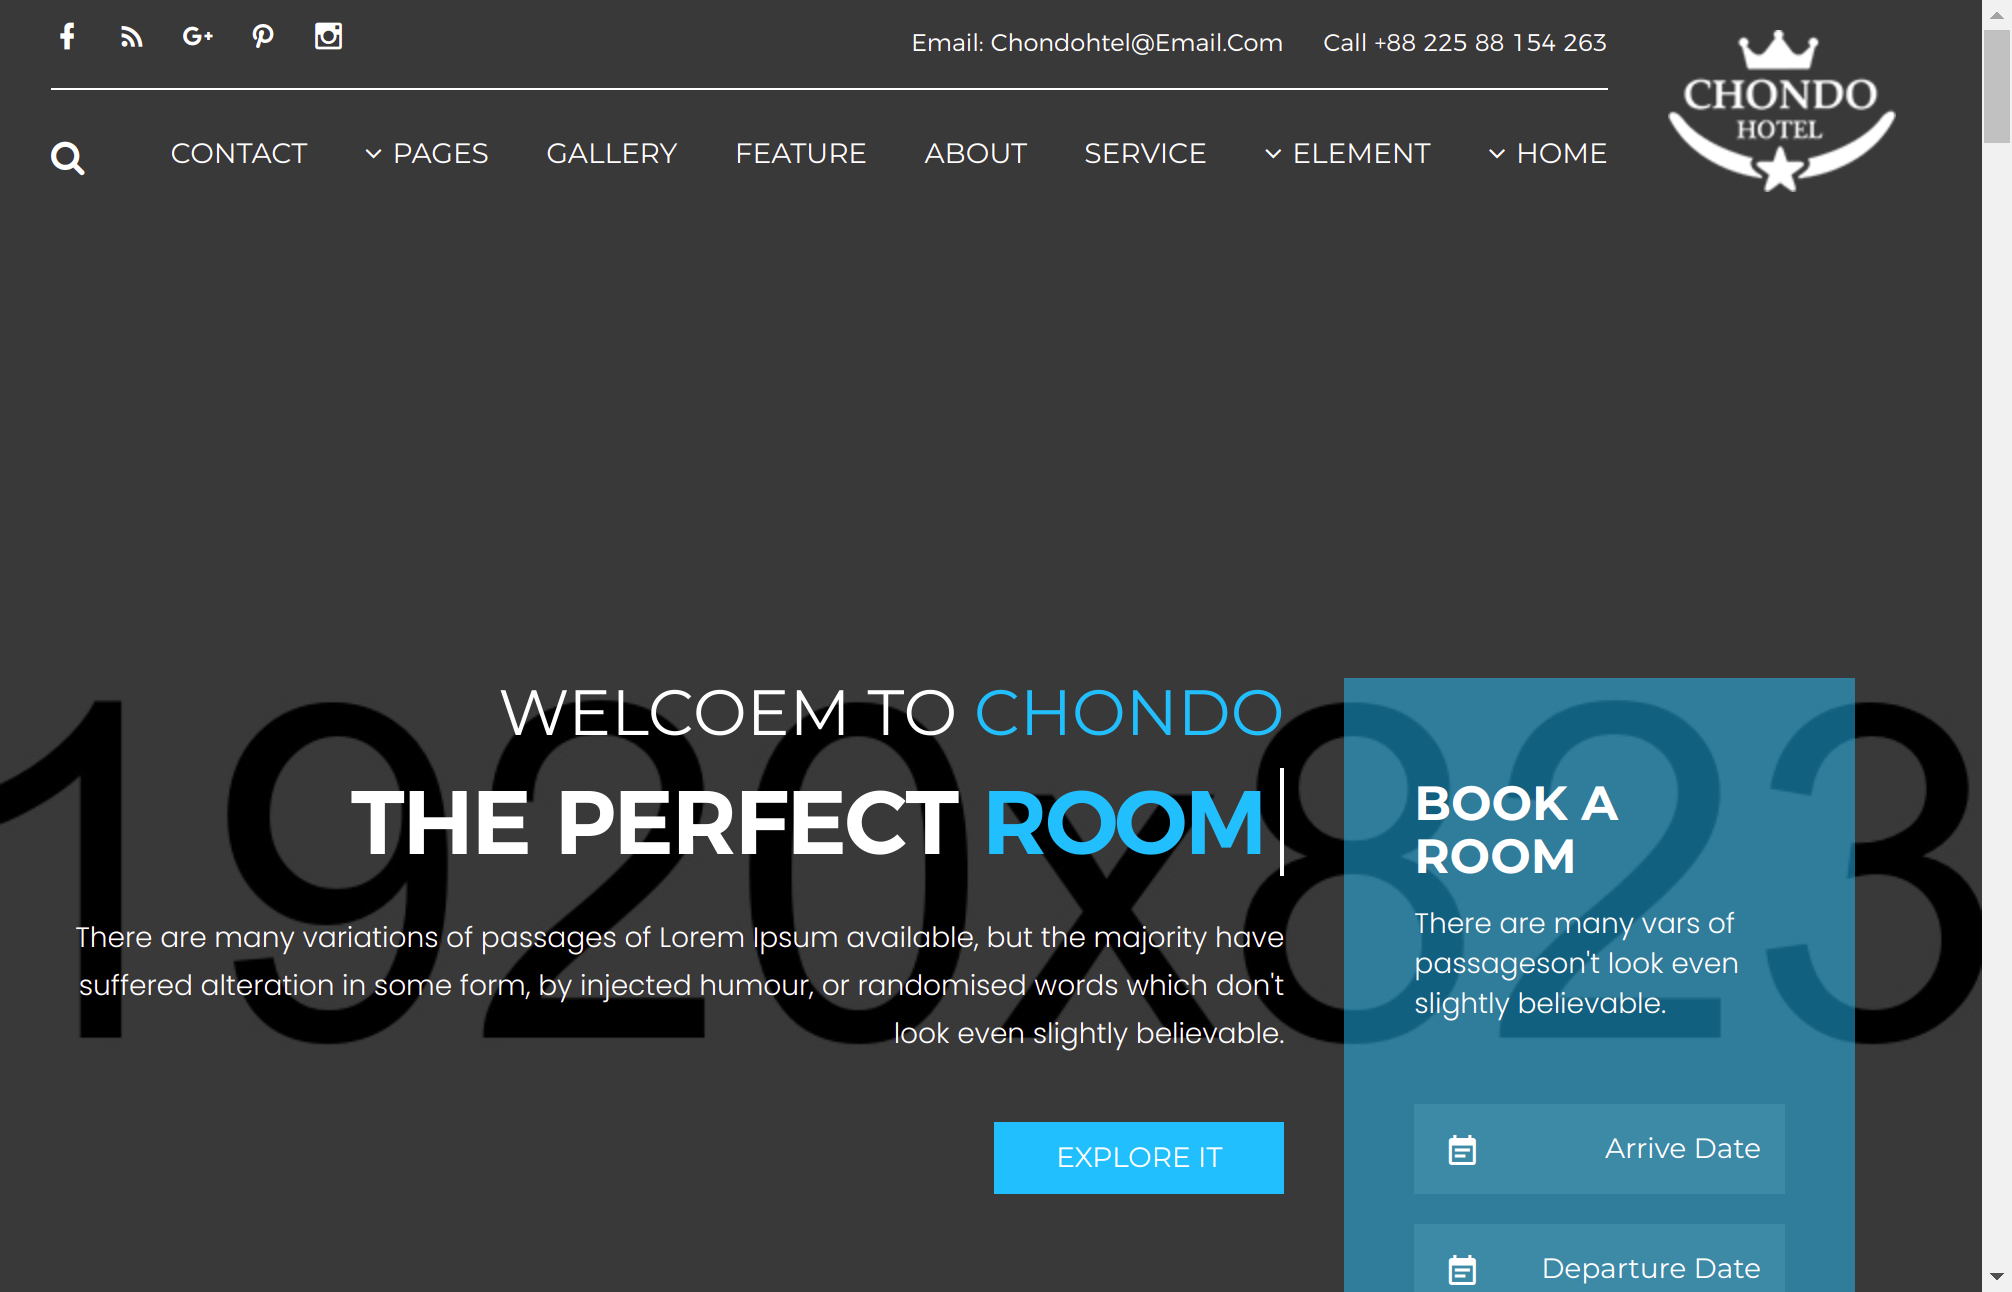 Email: Chondohtel@Email.Com
Call +88 225 88 154 263
CHONDO
HOTEL
CONTACT
PAGES
GALLERY
FEATURE
ABOUT
SERVICE
ELEMENT
HOME
1920x823
WELCOEM TO CHONDO
THE PERFECT ROOM
There are many variations of passages of Lorem Ipsum available, but the majority have
suffered alteration in some form, by injected humour, or randomised words which don't
look even slightly believable.
EXPLORE IT
BOOK A
ROOM
There are many vars of
passageson't look even
slightly believable.
Arrive Date
Departure Date